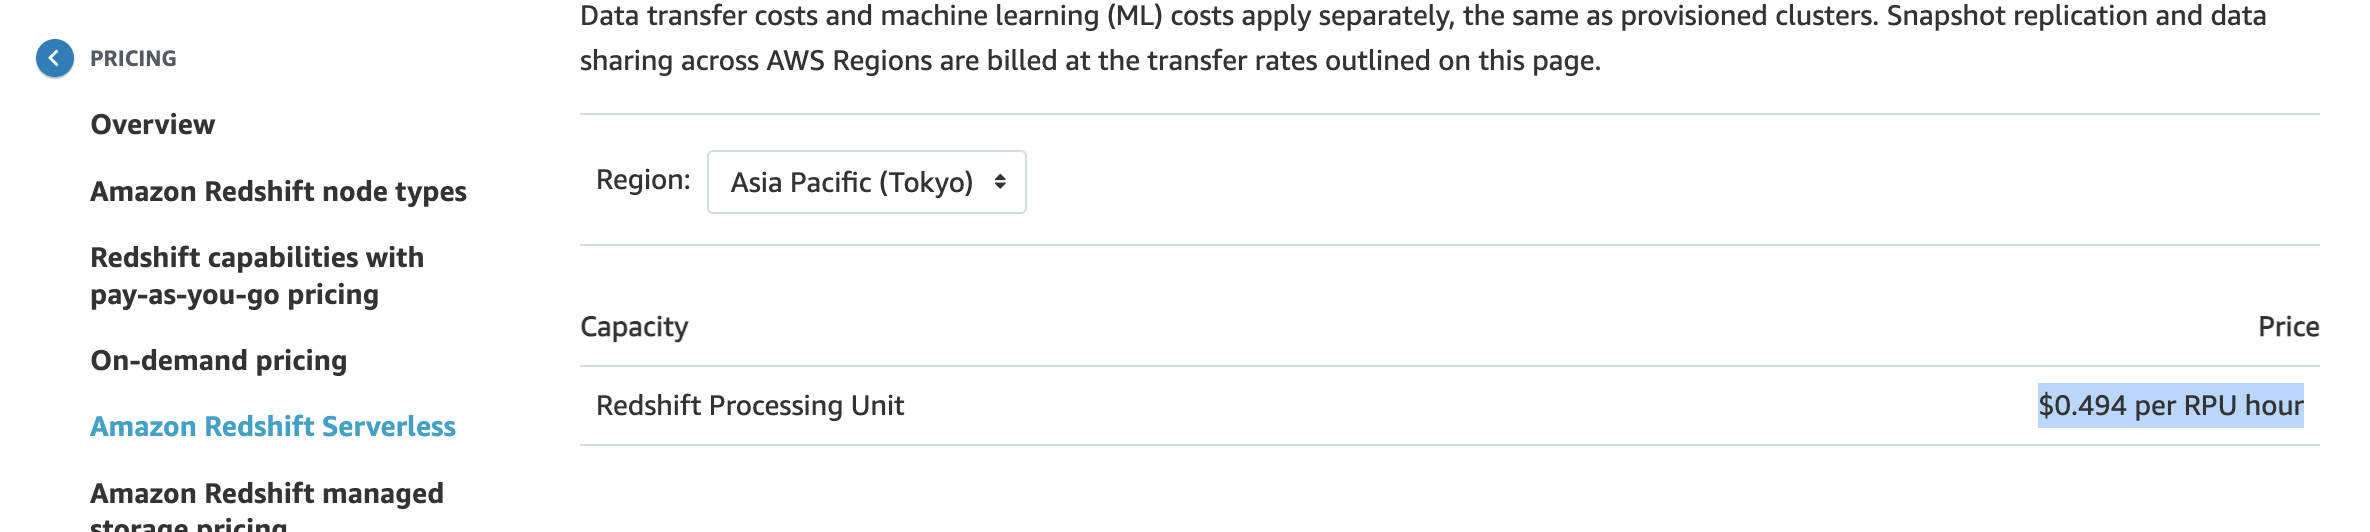 Data transfer costs and machine learning (ML) costs apply separately, the same as provisioned clusters. Snapshot replication and data
sharing across AWS Regions are billed at the transfer rates outlined on this page.
PRICING
Overview
Amazon Redshift node types
Redshift capabilities with
pay-as-you-go pricing
On-demand pricing
Amazon Redshift Serverless
Amazon Redshift managed
storage pricing
Region: Asia Pacific (Tokyo)
Capacity Price
Redshift Processing Unit $0.494 per RPU hour